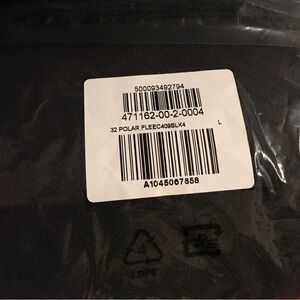 500093492794
471162-00-2-0004
32 POLAR FLEEC409BLK4 L
A1045067858
LDPE